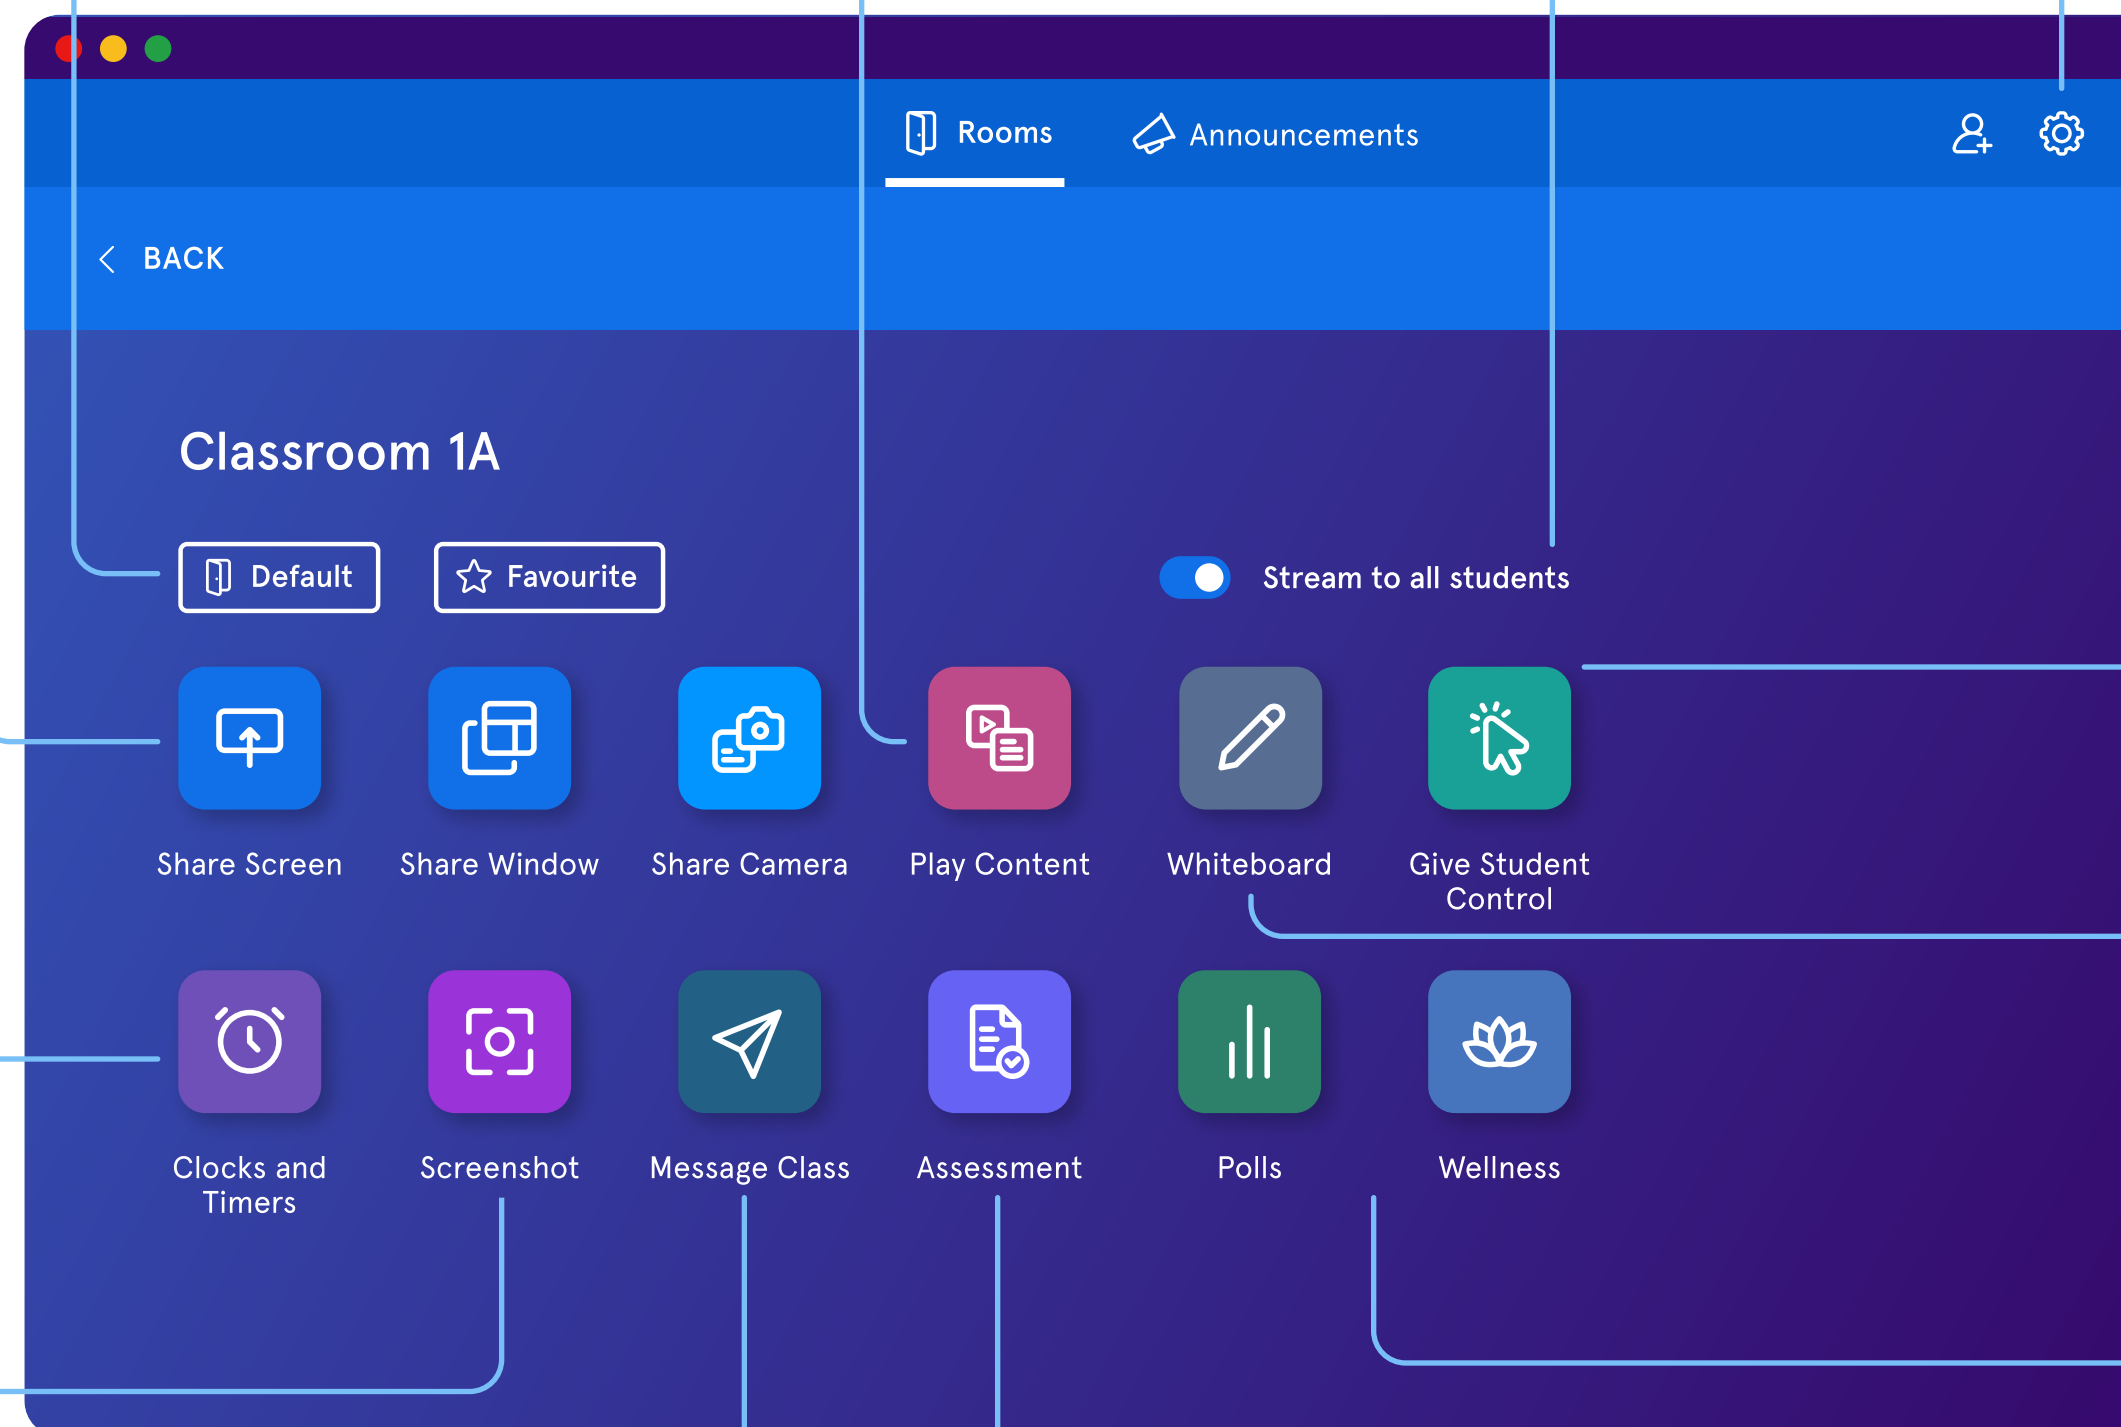 Rooms
Announcements
BACK
Classroom 1A
Default
Favourite
Stream to all students
Share Screen
Share Window
Share Camera
Play Content
Whiteboard
Give Student
Control
Clocks and
Timers
Screenshot
Message Class
Assessment
Polls
Wellness